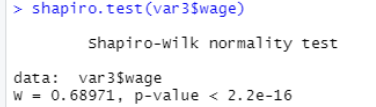 > shapiro.test(var3$wage)
Shapiro-Wilk normality test
data: var3$wage
W = 0.68971, p-value < 2.2e-16